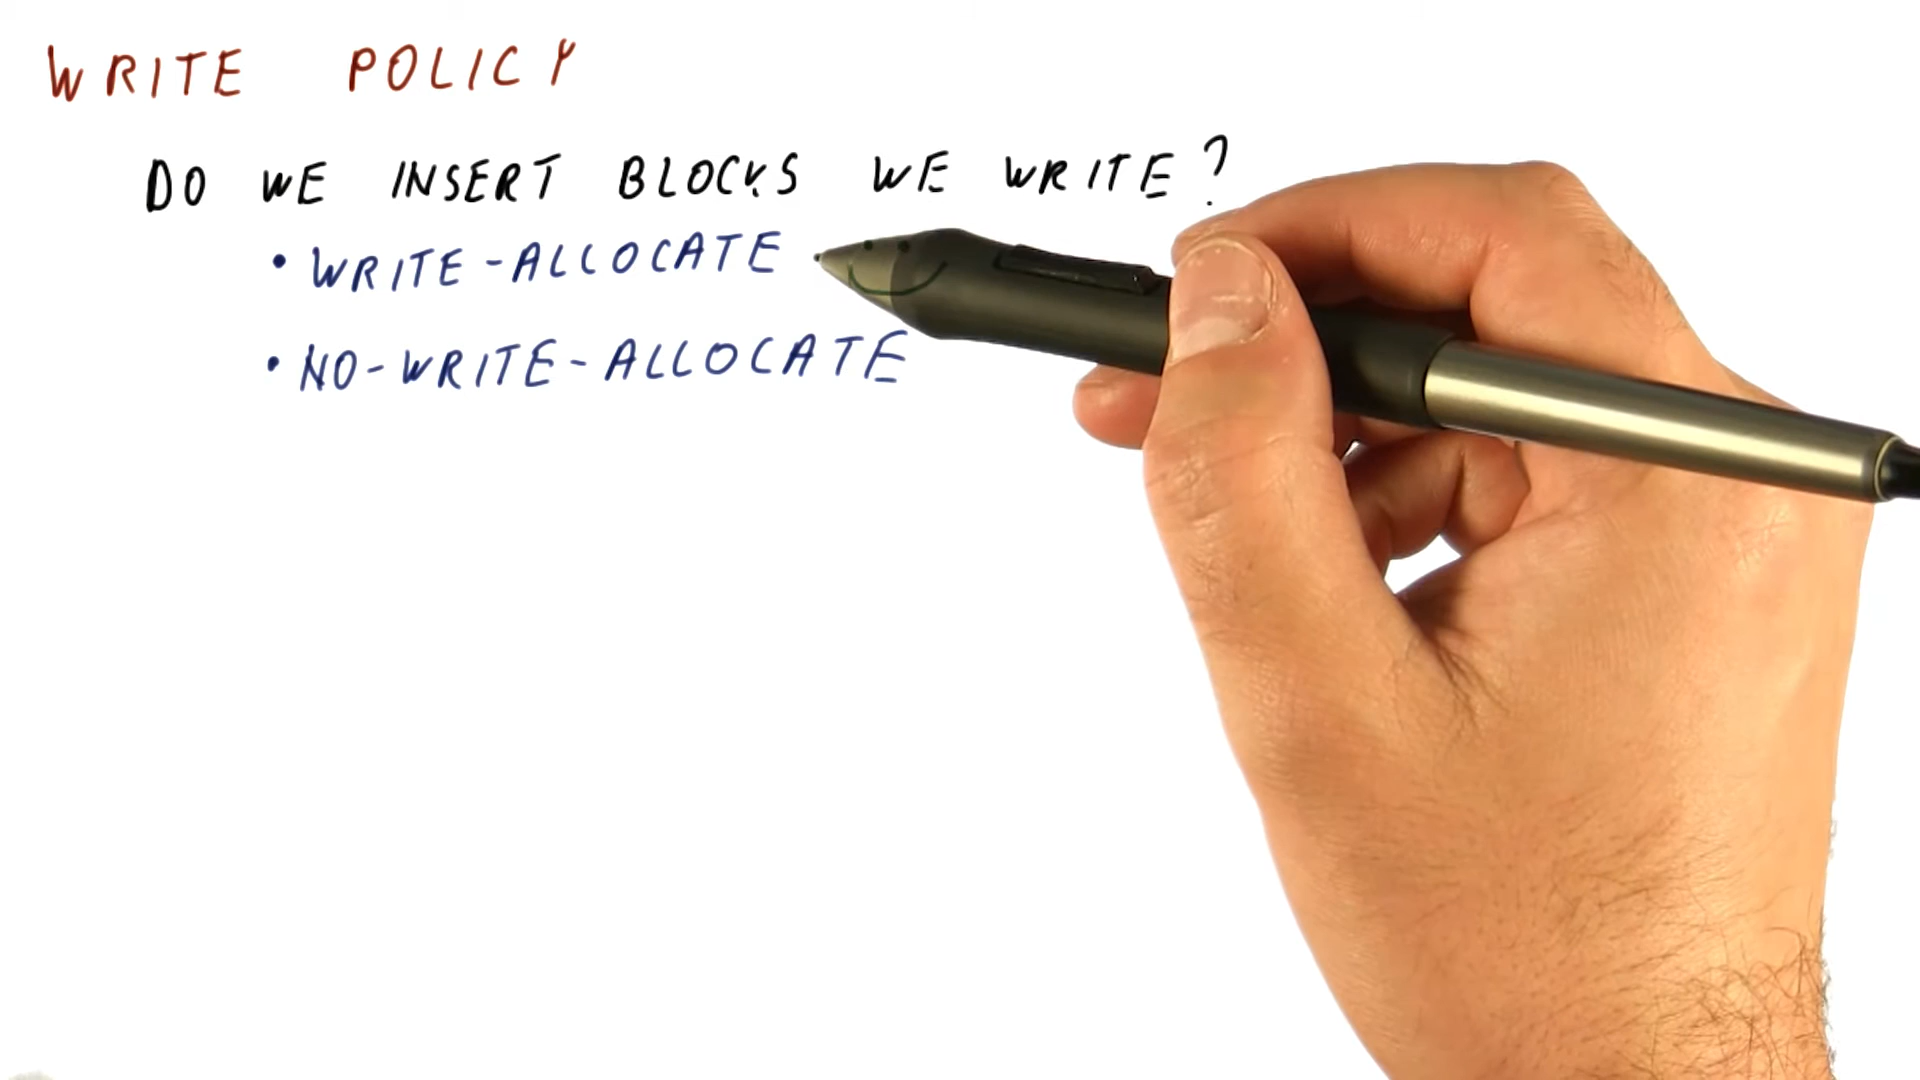 WRITE POLICY
DO WE INSERT BLOCKS WE WRITE?
• WRITE-ALLOCATE
• NO-WRITE-ALLOCATE